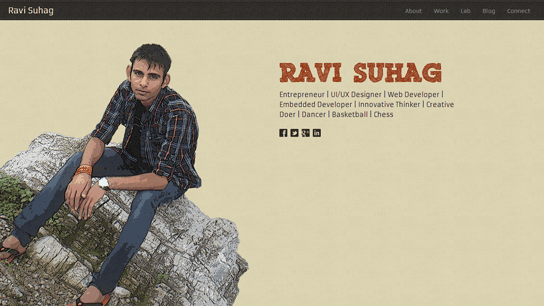 Ravi Suhag
About Work Lab Blog Connect
RAVI SUHAG
Entrepreneur | UI/UX Designer | Web Developer |
Embedded Developer | Innovative Thinker | Creative
Doer | Dancer | Basketball | Chess